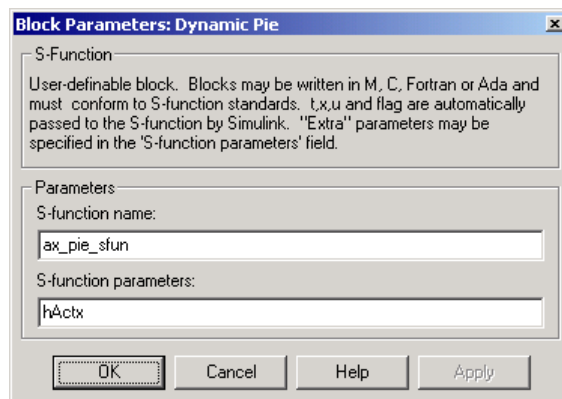 Block Parameters: Dynamic Pie
S-Function
User-definable block.  Blocks may be written in M, C, Fortran or Ada and
must  conform to S-function standards.  t,x,u and flag are automatically
passed to the S-function by Simulink.  "Extra" parameters may be
specified in the 'S-function parameters' field.
Parameters
S-function name:
ax_pie_sfun
S-function parameters:
hActx
OK Cancel Help Apply